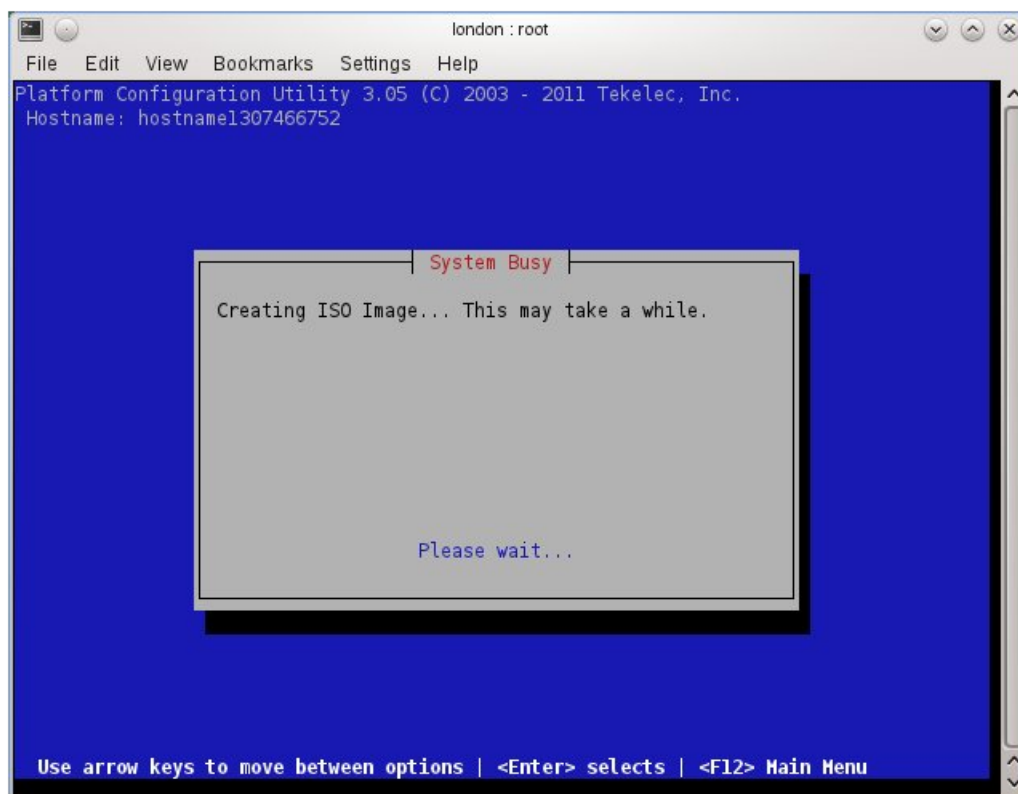 london : root
File Edit View Bookmarks Settings Help
Platform Configuration Utility 3.05 (C) 2003 - 2011 Tekelec, Inc.
Hostname: hostname1307466752
System Busy
Creating ISO Image... This may take a while.
Please wait...
Use arrow keys to move between options | <Enter> selects | <F12> Main Menu